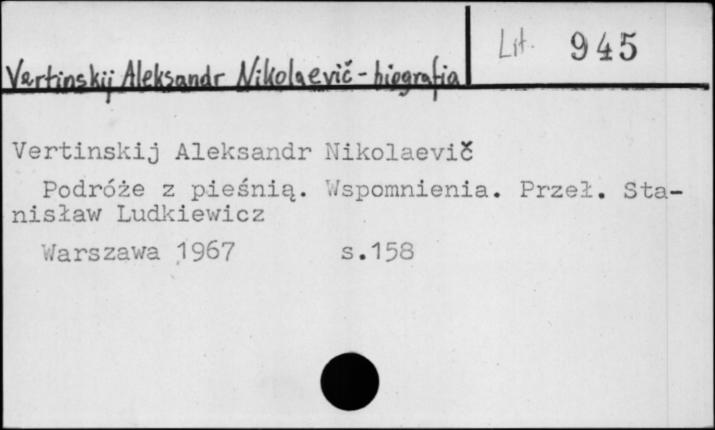 Lit. 945
Vertinskij Aleksandr Nikolaevič - biografia
Vertinskij Aleksandr Nikolaevič
Podróże z pieśnią. Wspomnienia. Przeł. Sta-
nisław Ludkiewicz
Warszawa 1967 s.158